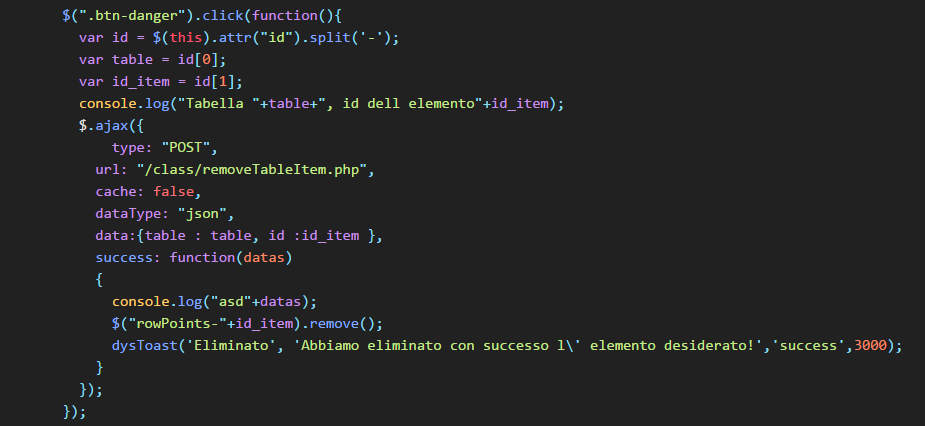 $(".btn-danger").click(function(){
var id = $(this).attr("id").split('-');
var table = id[0];
var id_item = id[1];
console.log("Tabella "+table+", id dell elemento"+id_item);
$.ajax({
type: "POST",
url: "/class/removeTableItem.php",
cache: false,
dataType: "json",
data:{table : table, id :id_item },
success: function(datas)
{
console.log("asd"+datas);
$("rowPoints-"+id_item).remove();
dysToast('Eliminato', 'Abbiamo eliminato con successo l\' elemento desiderato!','success',3000);
}
});
});